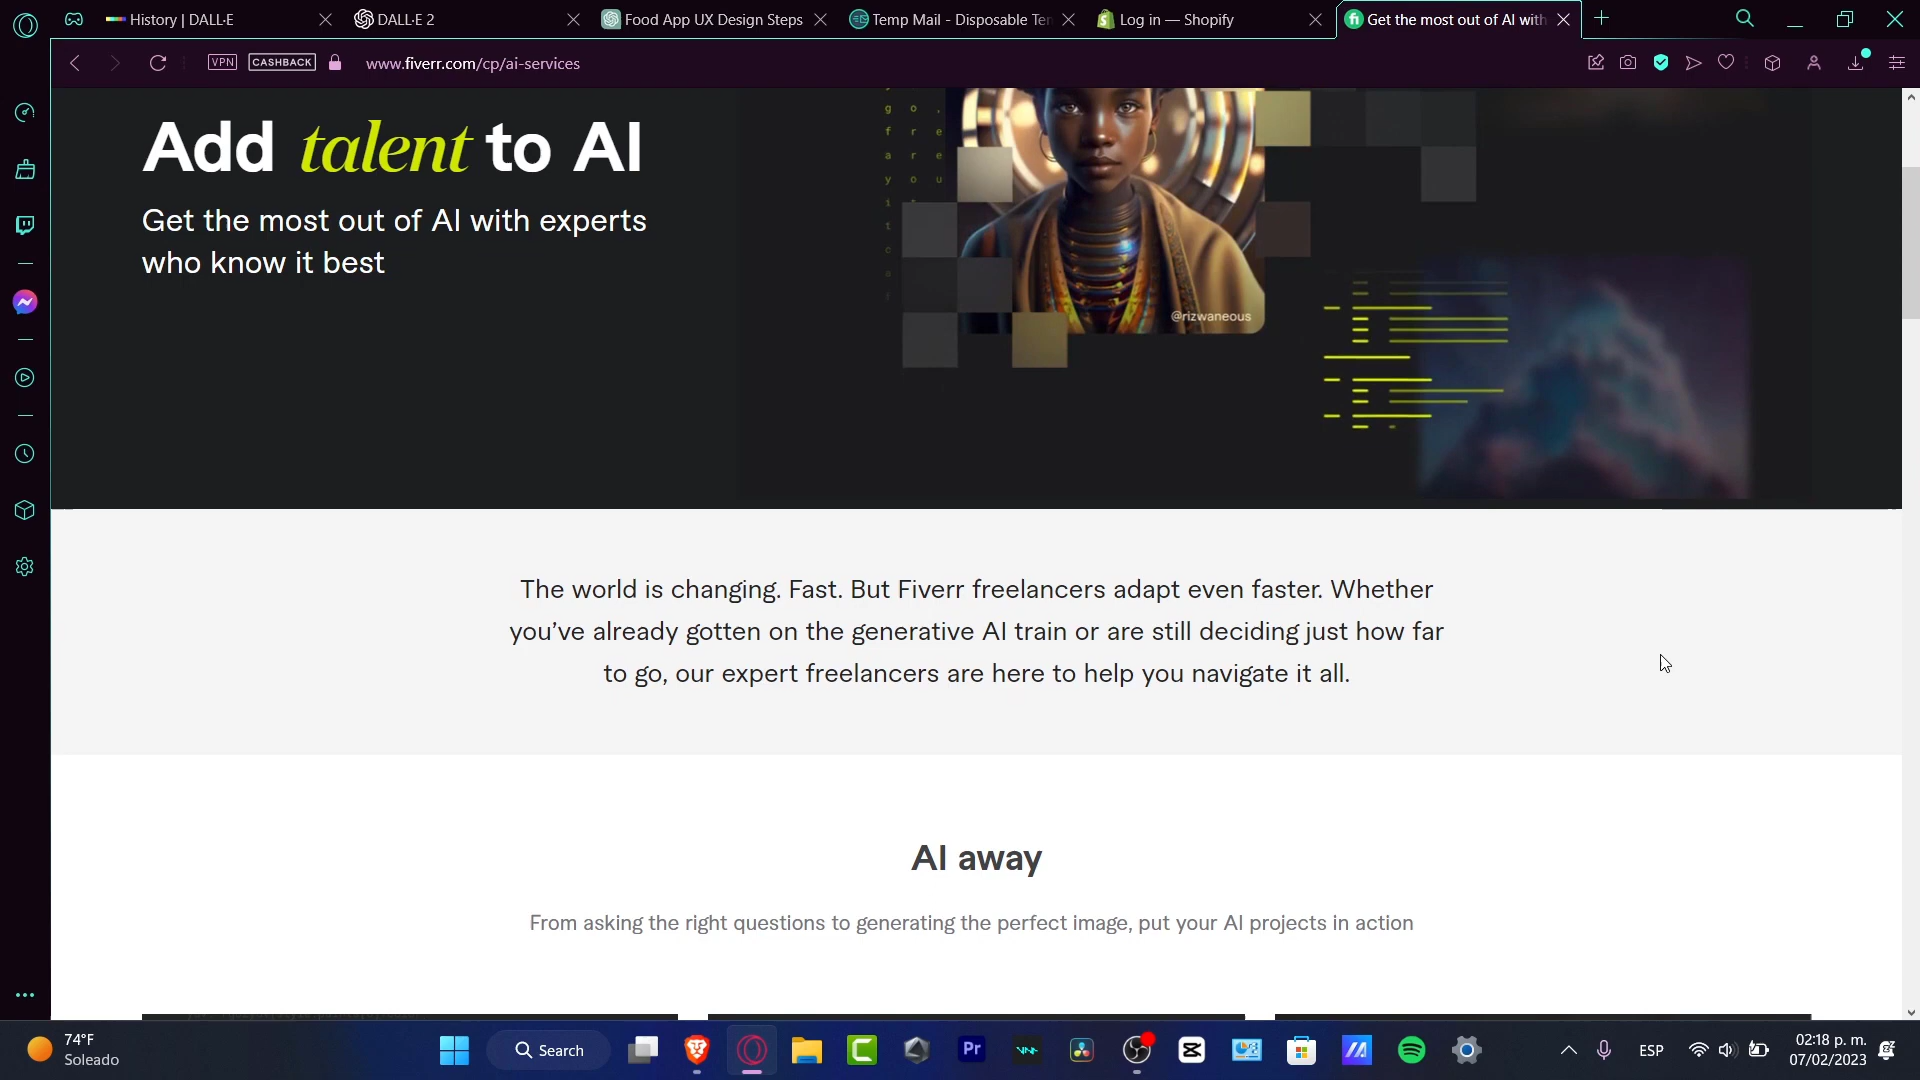 History | DALL·E
DALL·E 2
Food App UX Design Steps
Temp Mail - Disposable Ten
Log in — Shopify
Get the most out of AI with
VPN
CASHBACK
www.fiverr.com/cp/ai-services
Add talent to AI
Get the most out of AI with experts
who know it best
@rizwaneous
The world is changing. Fast. But Fiverr freelancers adapt even faster. Whether
you’ve already gotten on the generative AI train or are still deciding just how far
to go, our expert freelancers are here to help you navigate it all.
AI away
From asking the right questions to generating the perfect image, put your AI projects in action
74°F
Soleado
Search
Pr
ESP
02:18 p. m.
07/02/2023